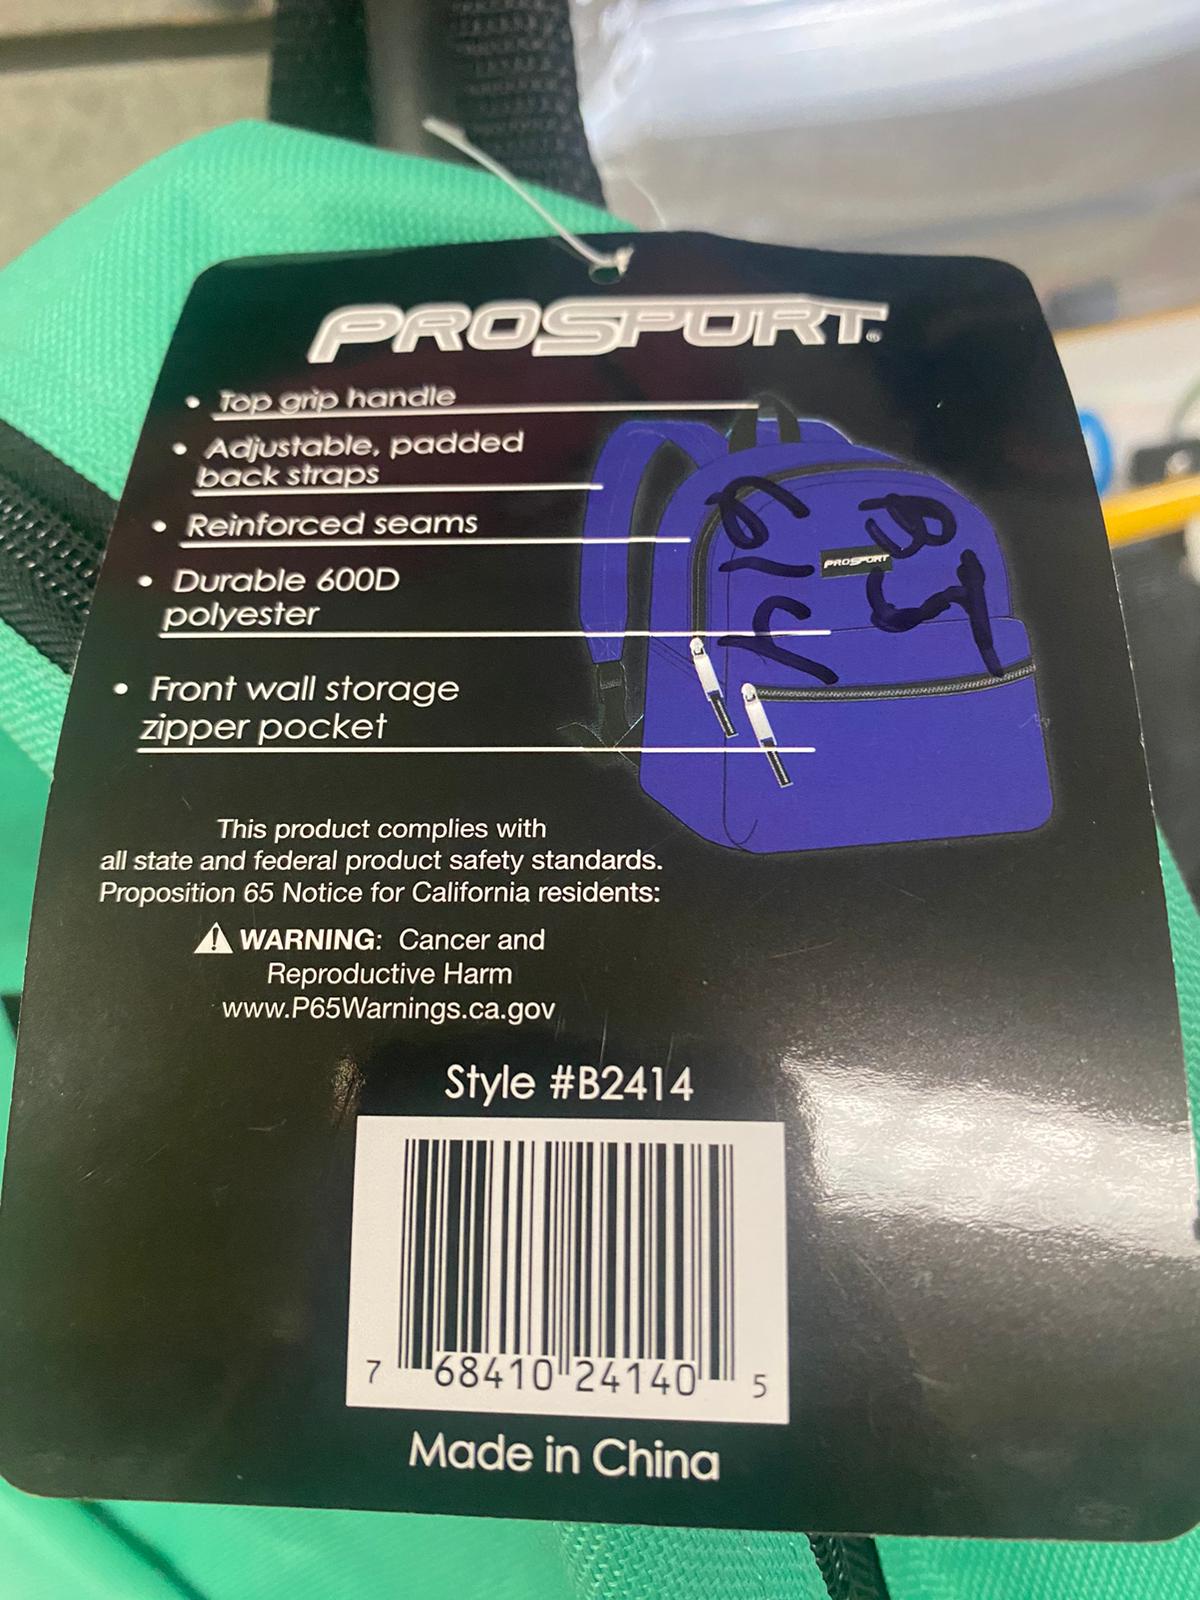 PROSPORT®
• Top grip handle
• Adjustable, padded
back straps
• Reinforced seams
• Durable 600D
polyester
• Front wall storage
zipper pocket
PROSPORT
This product complies with
all state and federal product safety standards.
Proposition 65 Notice for California residents:
⚠ WARNING: Cancer and
Reproductive Harm
www.P65Warnings.ca.gov
Style #B2414
7 68410 24140 5
Made in China